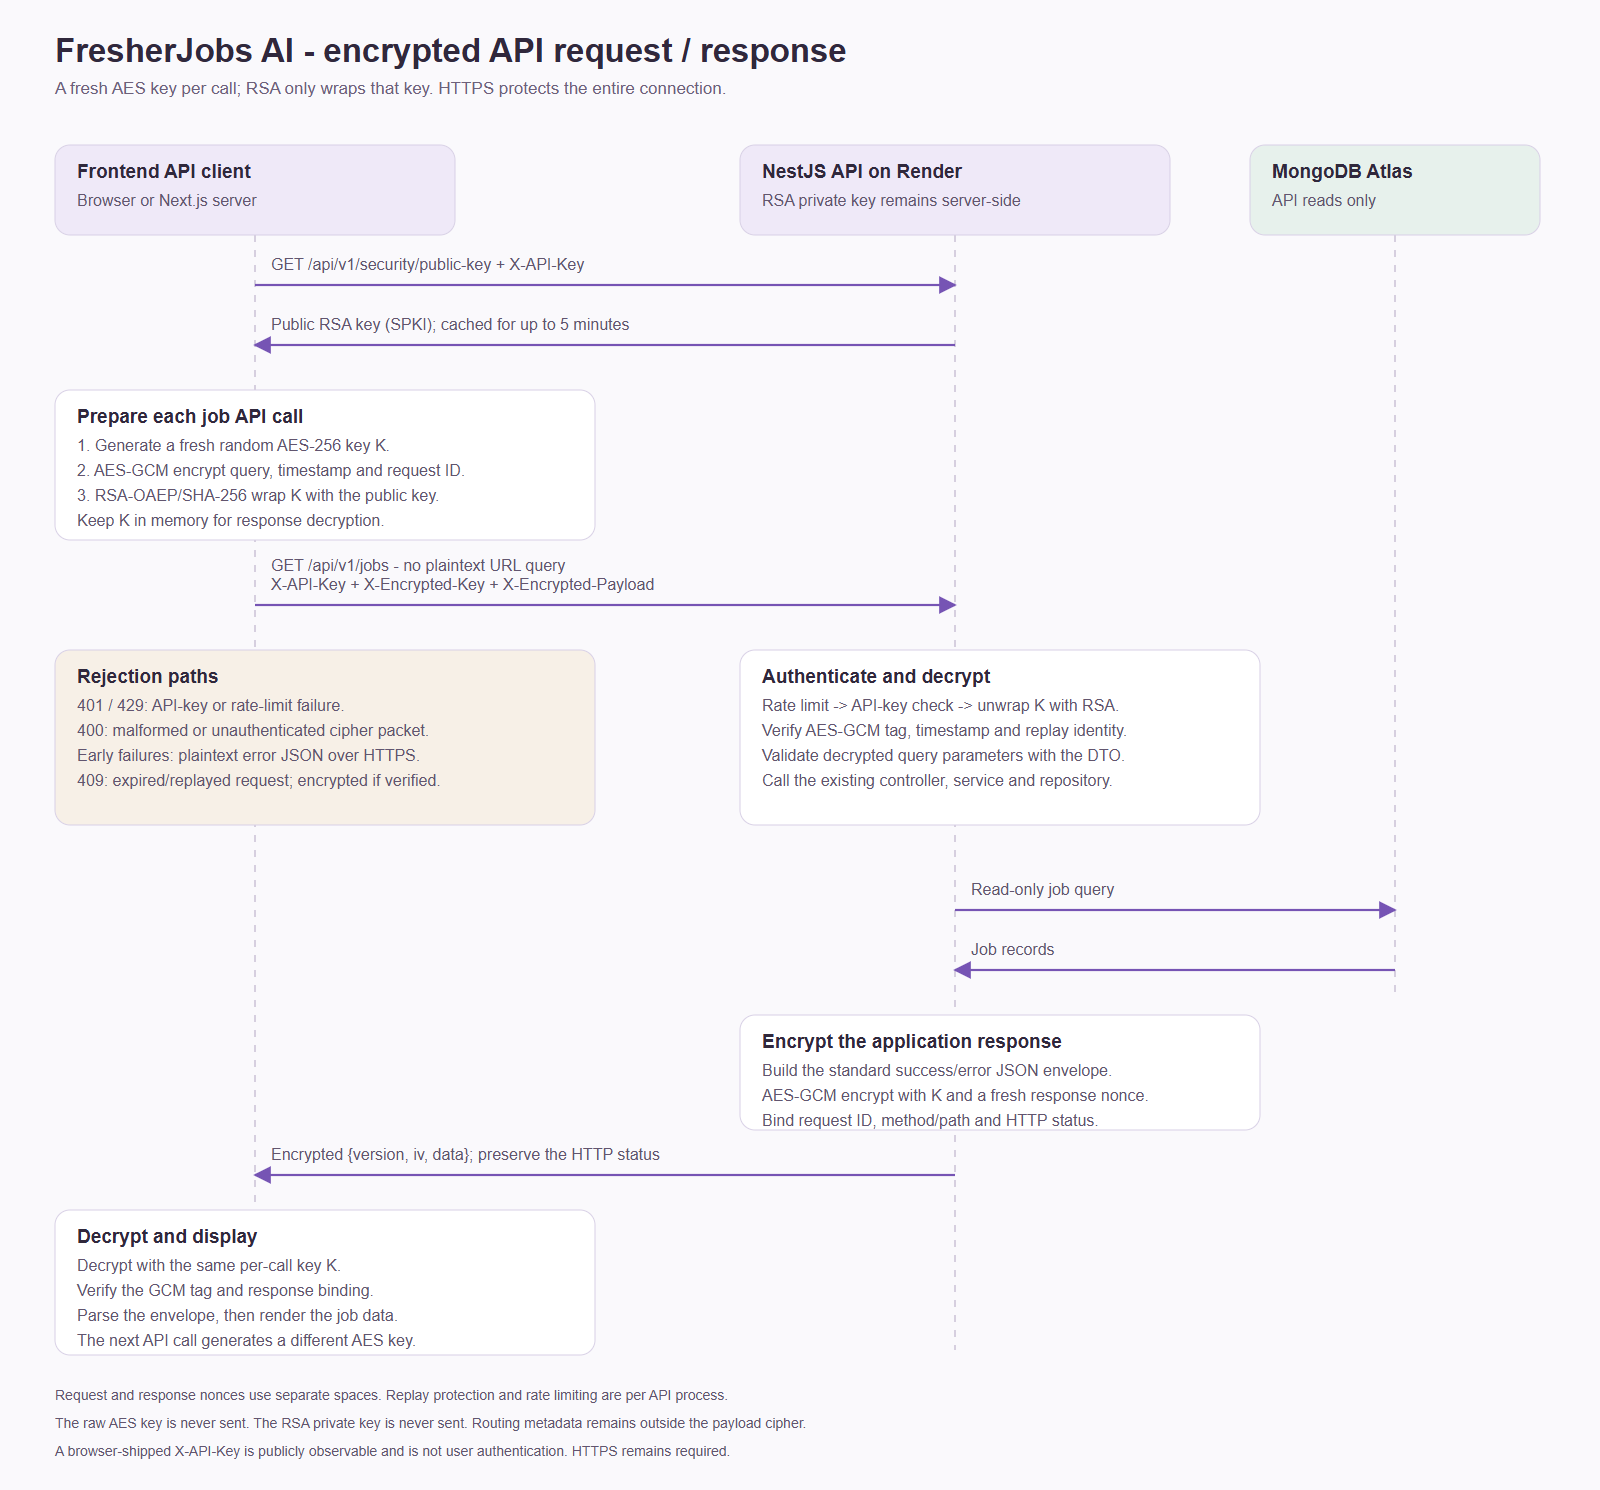 FresherJobs AI - encrypted API request / response
A fresh AES key per call; RSA only wraps that key. HTTPS protects the entire connection.
Frontend API client
Browser or Next.js server
NestJS API on Render
RSA private key remains server-side
MongoDB Atlas
API reads only
GET /api/v1/security/public-key + X-API-Key
Public RSA key (SPKI); cached for up to 5 minutes
Prepare each job API call
1. Generate a fresh random AES-256 key K.
2. AES-GCM encrypt query, timestamp and request ID.
3. RSA-OAEP/SHA-256 wrap K with the public key.
Keep K in memory for response decryption.
GET /api/v1/jobs - no plaintext URL query
X-API-Key + X-Encrypted-Key + X-Encrypted-Payload
Rejection paths
401 / 429: API-key or rate-limit failure.
400: malformed or unauthenticated cipher packet.
Early failures: plaintext error JSON over HTTPS.
409: expired/replayed request; encrypted if verified.
Authenticate and decrypt
Rate limit -> API-key check -> unwrap K with RSA.
Verify AES-GCM tag, timestamp and replay identity.
Validate decrypted query parameters with the DTO.
Call the existing controller, service and repository.
Read-only job query
Job records
Encrypt the application response
Build the standard success/error JSON envelope.
AES-GCM encrypt with K and a fresh response nonce.
Bind request ID, method/path and HTTP status.
Encrypted {version, iv, data}; preserve the HTTP status
Decrypt and display
Decrypt with the same per-call key K.
Verify the GCM tag and response binding.
Parse the envelope, then render the job data.
The next API call generates a different AES key.
Request and response nonces use separate spaces. Replay protection and rate limiting are per API process.
The raw AES key is never sent. The RSA private key is never sent. Routing metadata remains outside the payload cipher.
A browser-shipped X-API-Key is publicly observable and is not user authentication. HTTPS remains required.